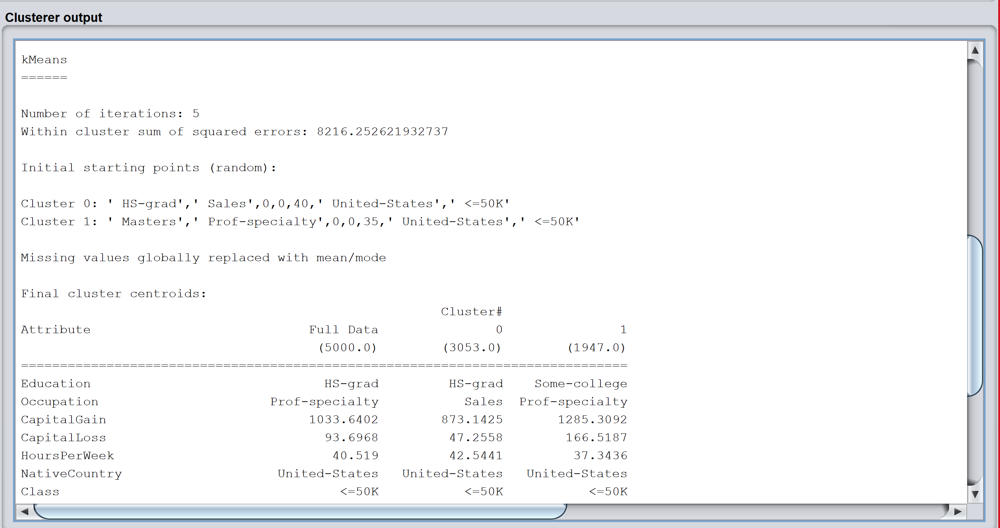 Clusterer output
kMeans
======
Number of iterations: 5
Within cluster sum of squared errors: 8216.252621932737
Initial starting points (random):
Cluster 0: ' HS-grad',' Sales',0,0,40,' United-States',' <=50K'
Cluster 1: ' Masters',' Prof-specialty',0,0,35,' United-States',' <=50K'
Missing values globally replaced with mean/mode
Final cluster centroids:
Cluster#
Attribute Full Data 0 1
(5000.0) (3053.0) (1947.0)
==============================================================================
Education HS-grad HS-grad Some-college
Occupation Prof-specialty Sales Prof-specialty
CapitalGain 1033.6402 873.1425 1285.3092
CapitalLoss 93.6968 47.2558 166.5187
HoursPerWeek 40.519 42.5441 37.3436
NativeCountry United-States United-States United-States
Class <=50K <=50K <=50K